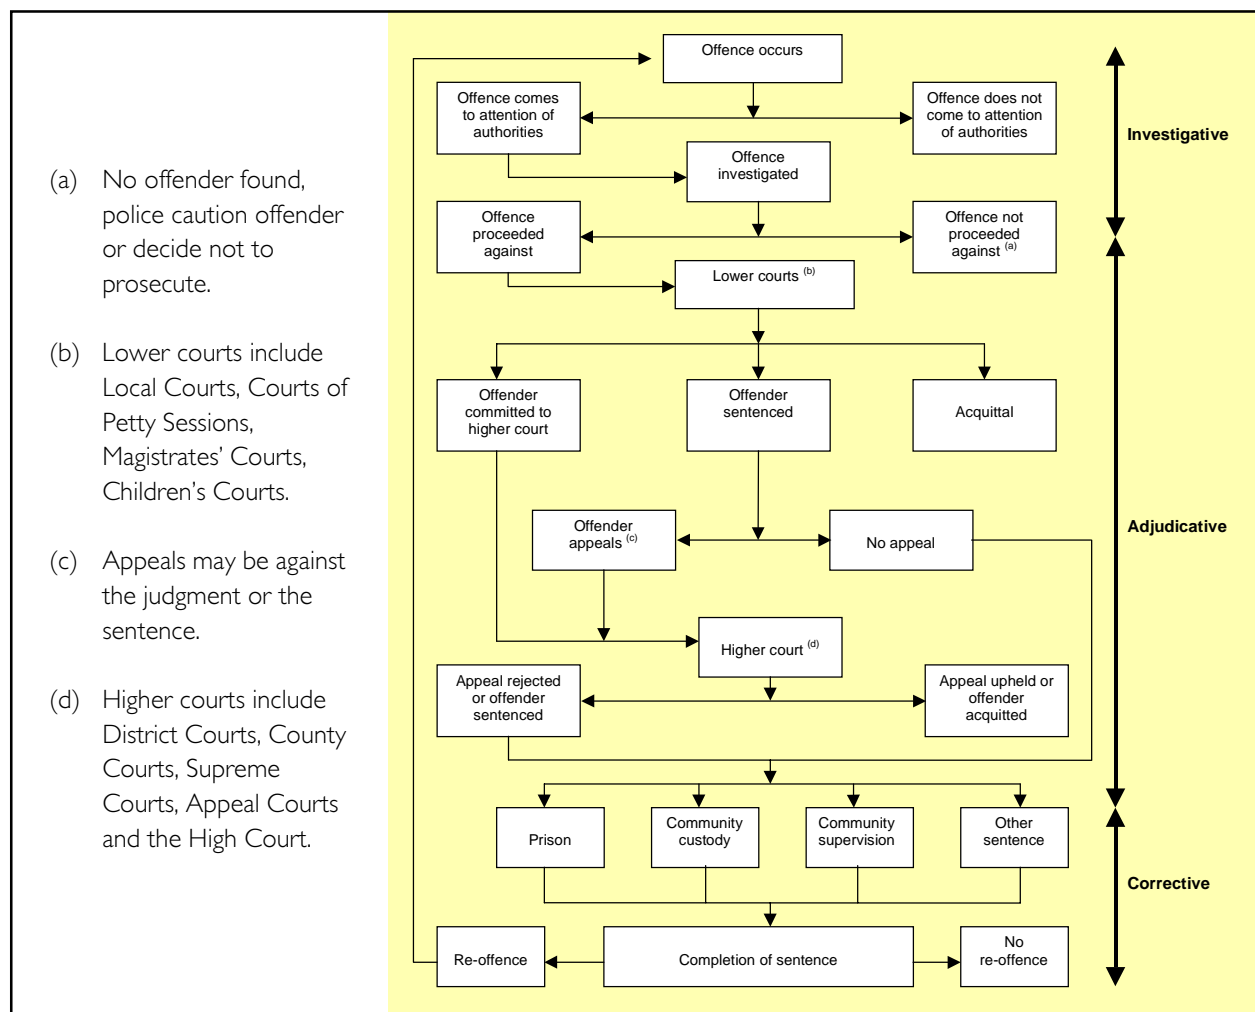 (a) No offender found,
police caution offender
or decide not to
prosecute.
(b) Lower courts include
Local Courts, Courts of
Petty Sessions,
Magistrates’ Courts,
Children’s Courts.
(c) Appeals may be against
the judgment or the
sentence.
(d) Higher courts include
District Courts, County
Courts, Supreme
Courts, Appeal Courts
and the High Court.
Offence occurs
Offence comes
to attention of
authorities
Offence does not
come to attention
of authorities
Investigative
Offence
investigated
Offence
proceeded
against
Offence not
proceeded
against (a)
Lower courts (b)
Offender
committed to
higher court
Offender
sentenced
Acquittal
Offender
appeals (c)
No appeal
Adjudicative
Higher court (d)
Appeal rejected
or offender
sentenced
Appeal upheld or
offender
acquitted
Prison
Community
custody
Community
supervision
Other
sentence
Corrective
Re-offence
Completion of sentence
No
re-offence